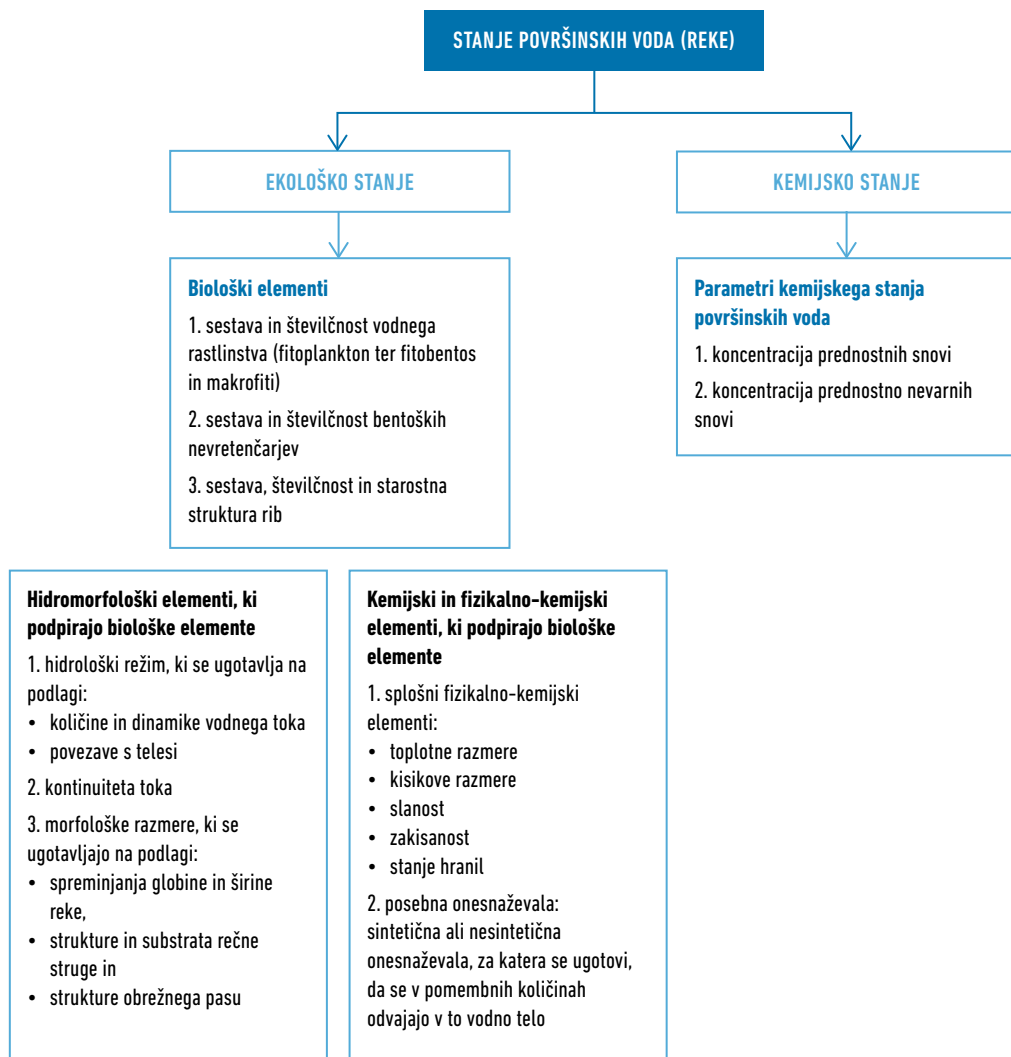 STANJE POVRŠINSKIH VODA (REKE)
EKOLOŠKO STANJE
KEMIJSKO STANJE
Biološki elementi
1. sestava in številčnost vodnega
rastlinstva (fitoplankton ter fitobentos
in makrofiti)
2. sestava in številčnost bentoških
nevretenčarjev
3. sestava, številčnost in starostna
struktura rib
Parametri kemijskega stanja
površinskih voda
1. koncentracija prednostnih snovi
2. koncentracija prednostno nevarnih
snovi
Hidromorfološki elementi, ki
podpirajo biološke elemente
1. hidrološki režim, ki se ugotavlja na
podlagi:
• količine in dinamike vodnega toka
• povezave s telesi
2. kontinuiteta toka
3. morfološke razmere, ki se
ugotavljajo na podlagi:
• spreminjanja globine in širine
reke,
• strukture in substrata rečne
struge in
• strukture obrežnega pasu
Kemijski in fizikalno-kemijski
elementi, ki podpirajo biološke
elemente
1. splošni fizikalno-kemijski
elementi:
• toplotne razmere
• kisikove razmere
• slanost
• zakisanost
• stanje hranil
2. posebna onesnaževala:
sintetična ali nesintetična
onesnaževala, za katera se ugotovi,
da se v pomembnih količinah
odvajajo v to vodno telo